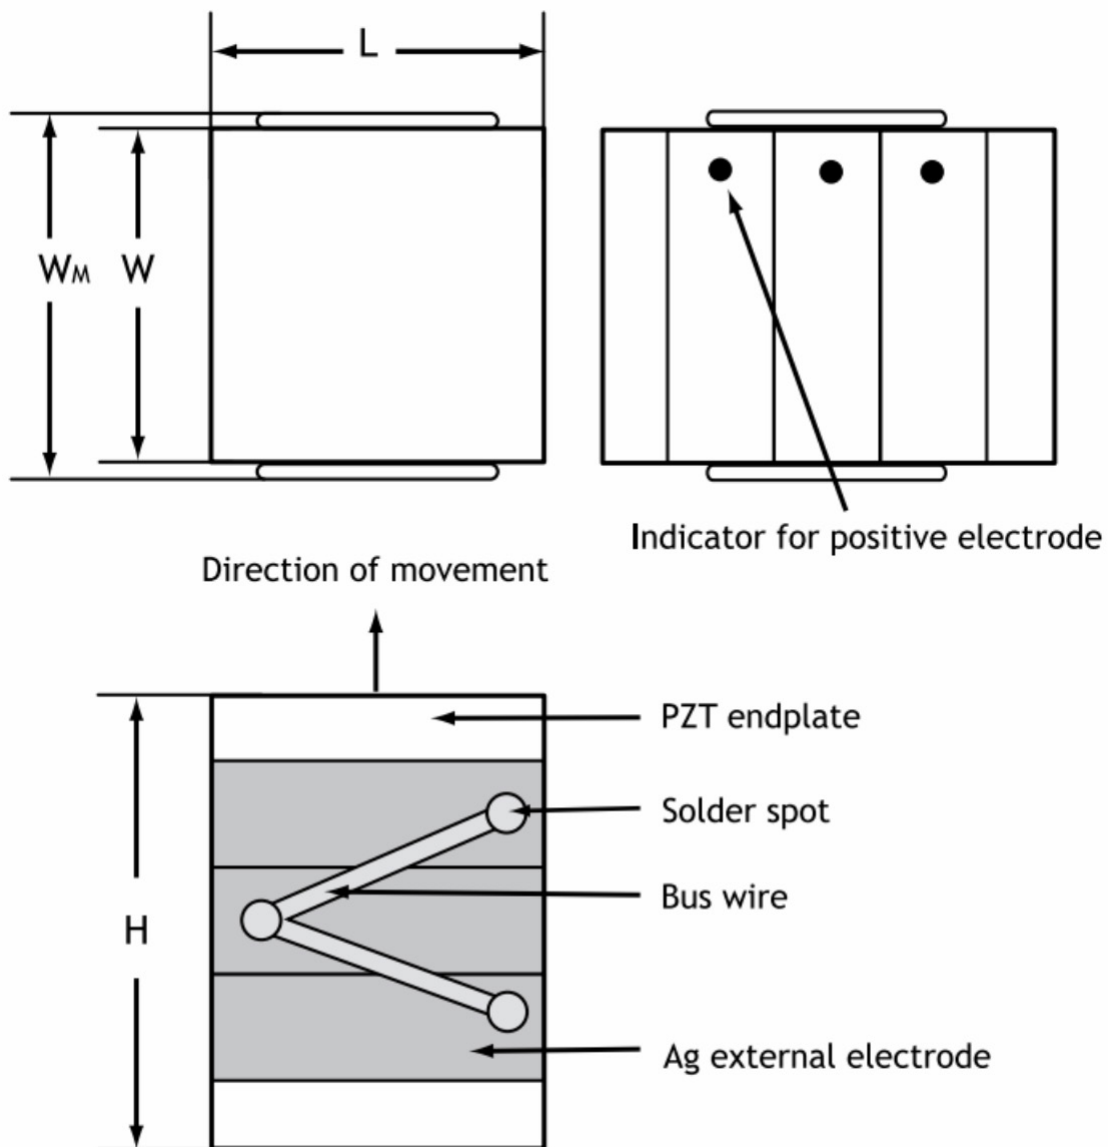 L
WM W
Indicator for positive electrode
Direction of movement
PZT endplate
Solder spot
Bus wire
H
Ag external electrode